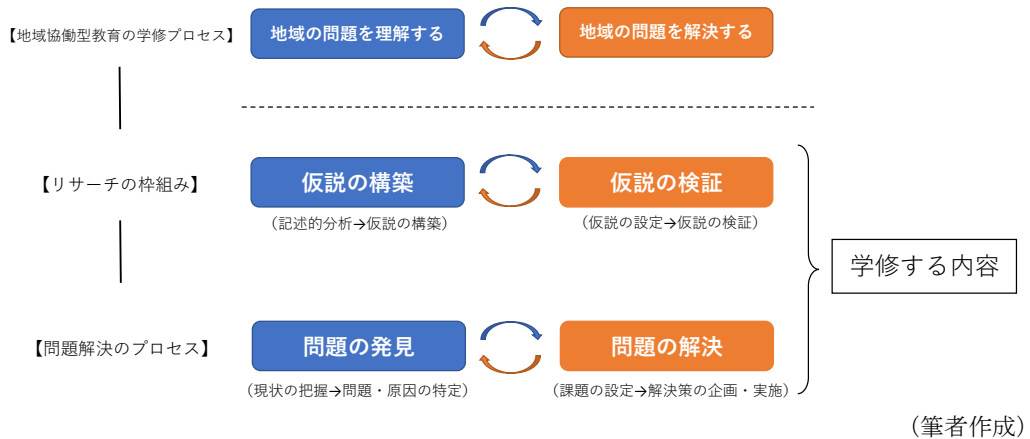 【地域協働型教育の学修プロセス】
地域の問題を理解する
地域の問題を解決する
【リサーチの枠組み】
仮説の構築
仮説の検証
(記述的分析→仮説の構築)
(仮説の設定→仮説の検証)
学修する内容
【問題解決のプロセス】
問題の発見
問題の解決
(現状の把握→問題・原因の特定)
(課題の設定→解決策の企画・実施)
(筆者作成)